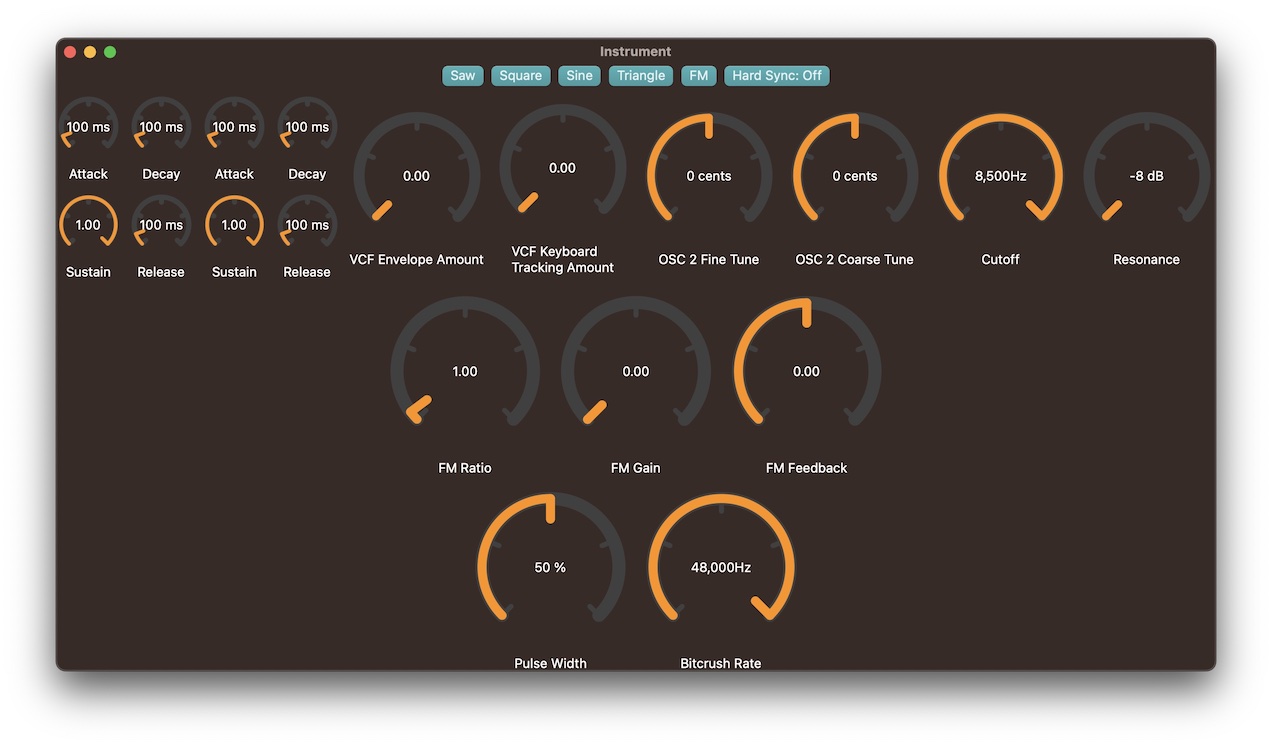 Instrument
Saw
Square
Sine
Triangle
FM
Hard Sync: Off
100 ms
100 ms
100 ms
100 ms
Attack
Decay
Attack
Decay
1.00
100 ms
1.00
100 ms
Sustain
Release
Sustain
Release
0.00
VCF Envelope Amount
0.00
VCF Keyboard
Tracking Amount
0 cents
OSC 2 Fine Tune
0 cents
OSC 2 Coarse Tune
8,500Hz
Cutoff
-8 dB
Resonance
1.00
FM Ratio
0.00
FM Gain
0.00
FM Feedback
50 %
Pulse Width
48,000Hz
Bitcrush Rate